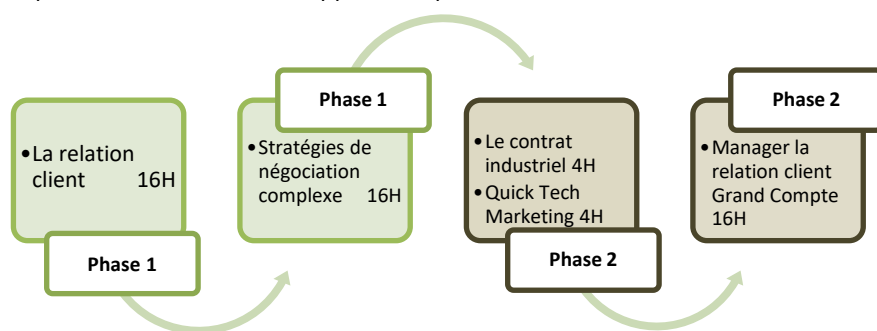 Phase 1
Phase 2
•La relation
client 16H
•Stratégies de
négociation
complexe 16H
•Le contrat
industriel 4H
•Quick Tech
Marketing 4H
•Manager la
relation client
Grand Compte
16H
Phase 1
Phase 2